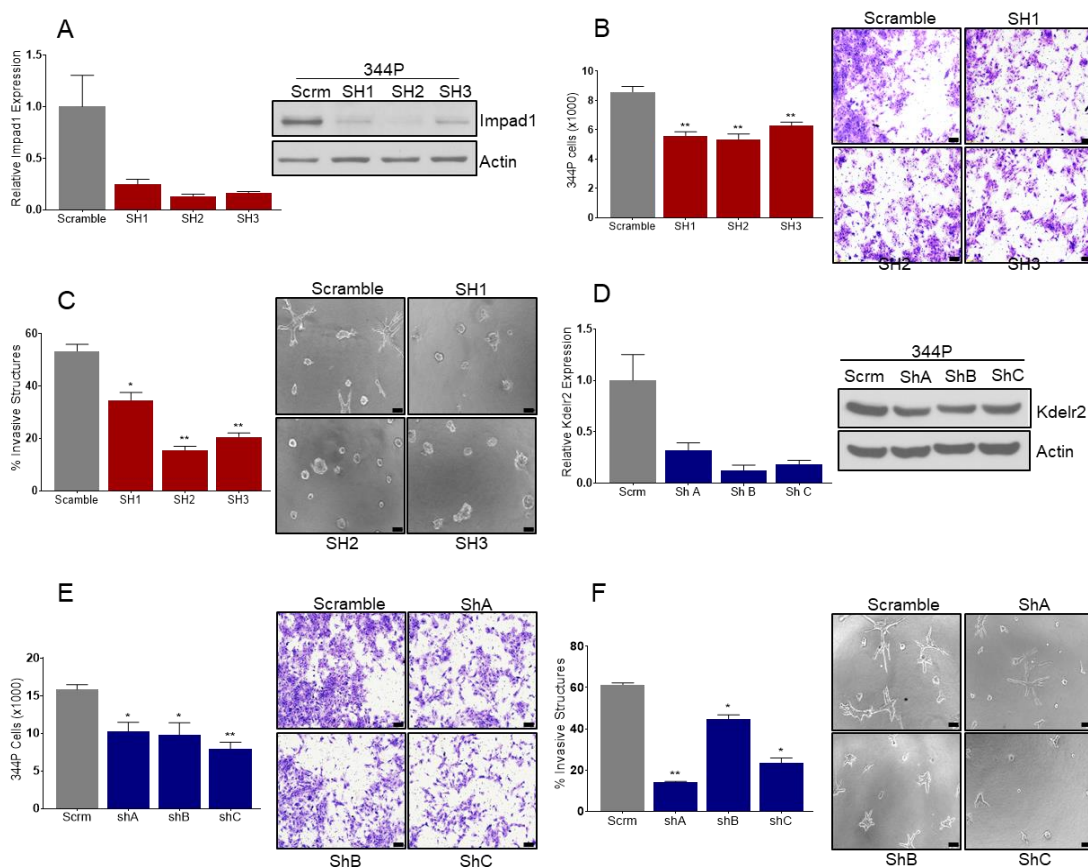 A
Relative Impad1 Expression
1.5
1.0
0.5
0.0
Scramble SH1 SH2 SH3
344P
Scrm SH1 SH2 SH3
Impad1
Actin
B
344P cells (x1000)
10
8
6
4
2
0
** ** **
Scramble SH1 SH2 SH3
Scramble SH1
SH2 SH3
C
% Invasive Structures
60
40
20
0
* ** **
Scamble SH1 SH2 SH3
Scramble SH1
SH2 SH3
D
Relative Kdelr2 Expression
1.5
1.0
0.5
0.0
Scrm Sh A Sh B Sh C
344P
Scrm ShA ShB ShC
Kdelr2
Actin
E
344P Cells (x1000)
20
15
10
5
0
* * **
Scrm shA shB shC
Scramble ShA
ShB ShC
F
% Invasive Structures
80
60
40
20
0
** * *
Scrm shA shB shC
Scramble ShA
ShB ShC